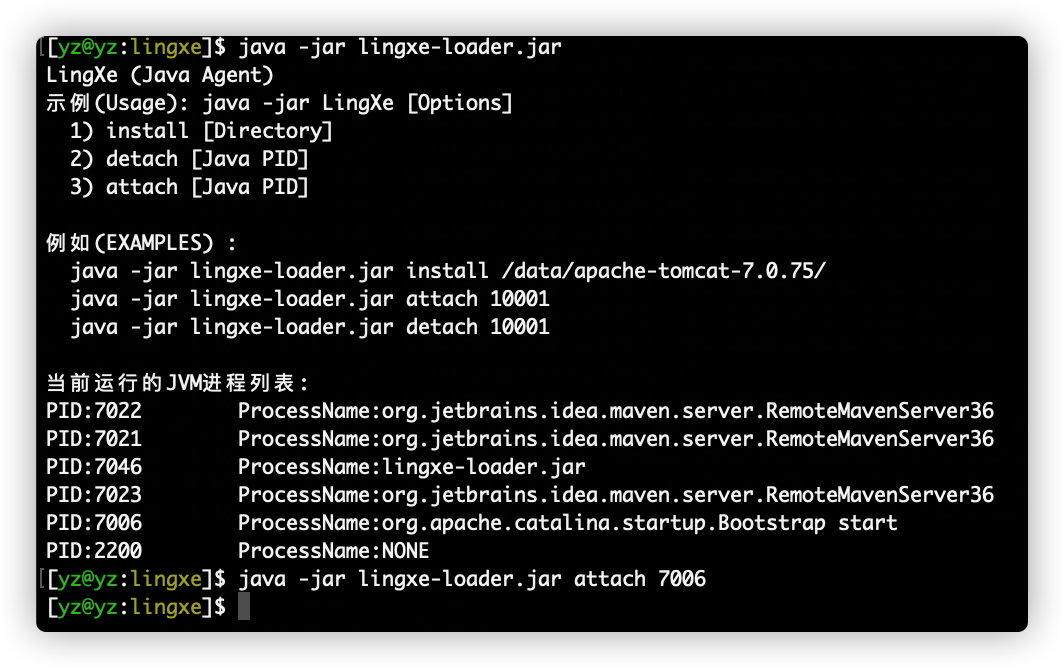 [yz@yz:lingxe]$ java -jar lingxe-loader.jar
LingXe (Java Agent)
示例(Usage): java -jar LingXe [Options]
  1) install [Directory]
  2) detach [Java PID]
  3) attach [Java PID]
例如(EXAMPLES) :
  java -jar lingxe-loader.jar install /data/apache-tomcat-7.0.75/
  java -jar lingxe-loader.jar attach 10001
  java -jar lingxe-loader.jar detach 10001
当前运行的JVM进程列表:
PID:7022        ProcessName:org.jetbrains.idea.maven.server.RemoteMavenServer36
PID:7021        ProcessName:org.jetbrains.idea.maven.server.RemoteMavenServer36
PID:7046        ProcessName:lingxe-loader.jar
PID:7023        ProcessName:org.jetbrains.idea.maven.server.RemoteMavenServer36
PID:7006        ProcessName:org.apache.catalina.startup.Bootstrap start
PID:2200        ProcessName:NONE
[yz@yz:lingxe]$ java -jar lingxe-loader.jar attach 7006
[yz@yz:lingxe]$